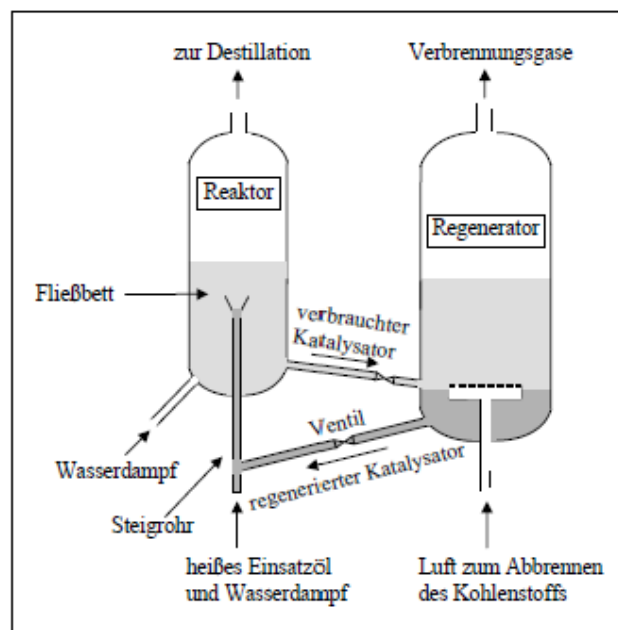 zur Destillation
Verbrennungsgase
Reaktor
Regenerator
Fließbett
verbrauchter
Katalysator
Ventil
regenerierter Katalysator
Wasserdampf
Steigrohr
heißes Einsatzöl
und Wasserdampf
Luft zum Abbrennen
des Kohlenstoffs